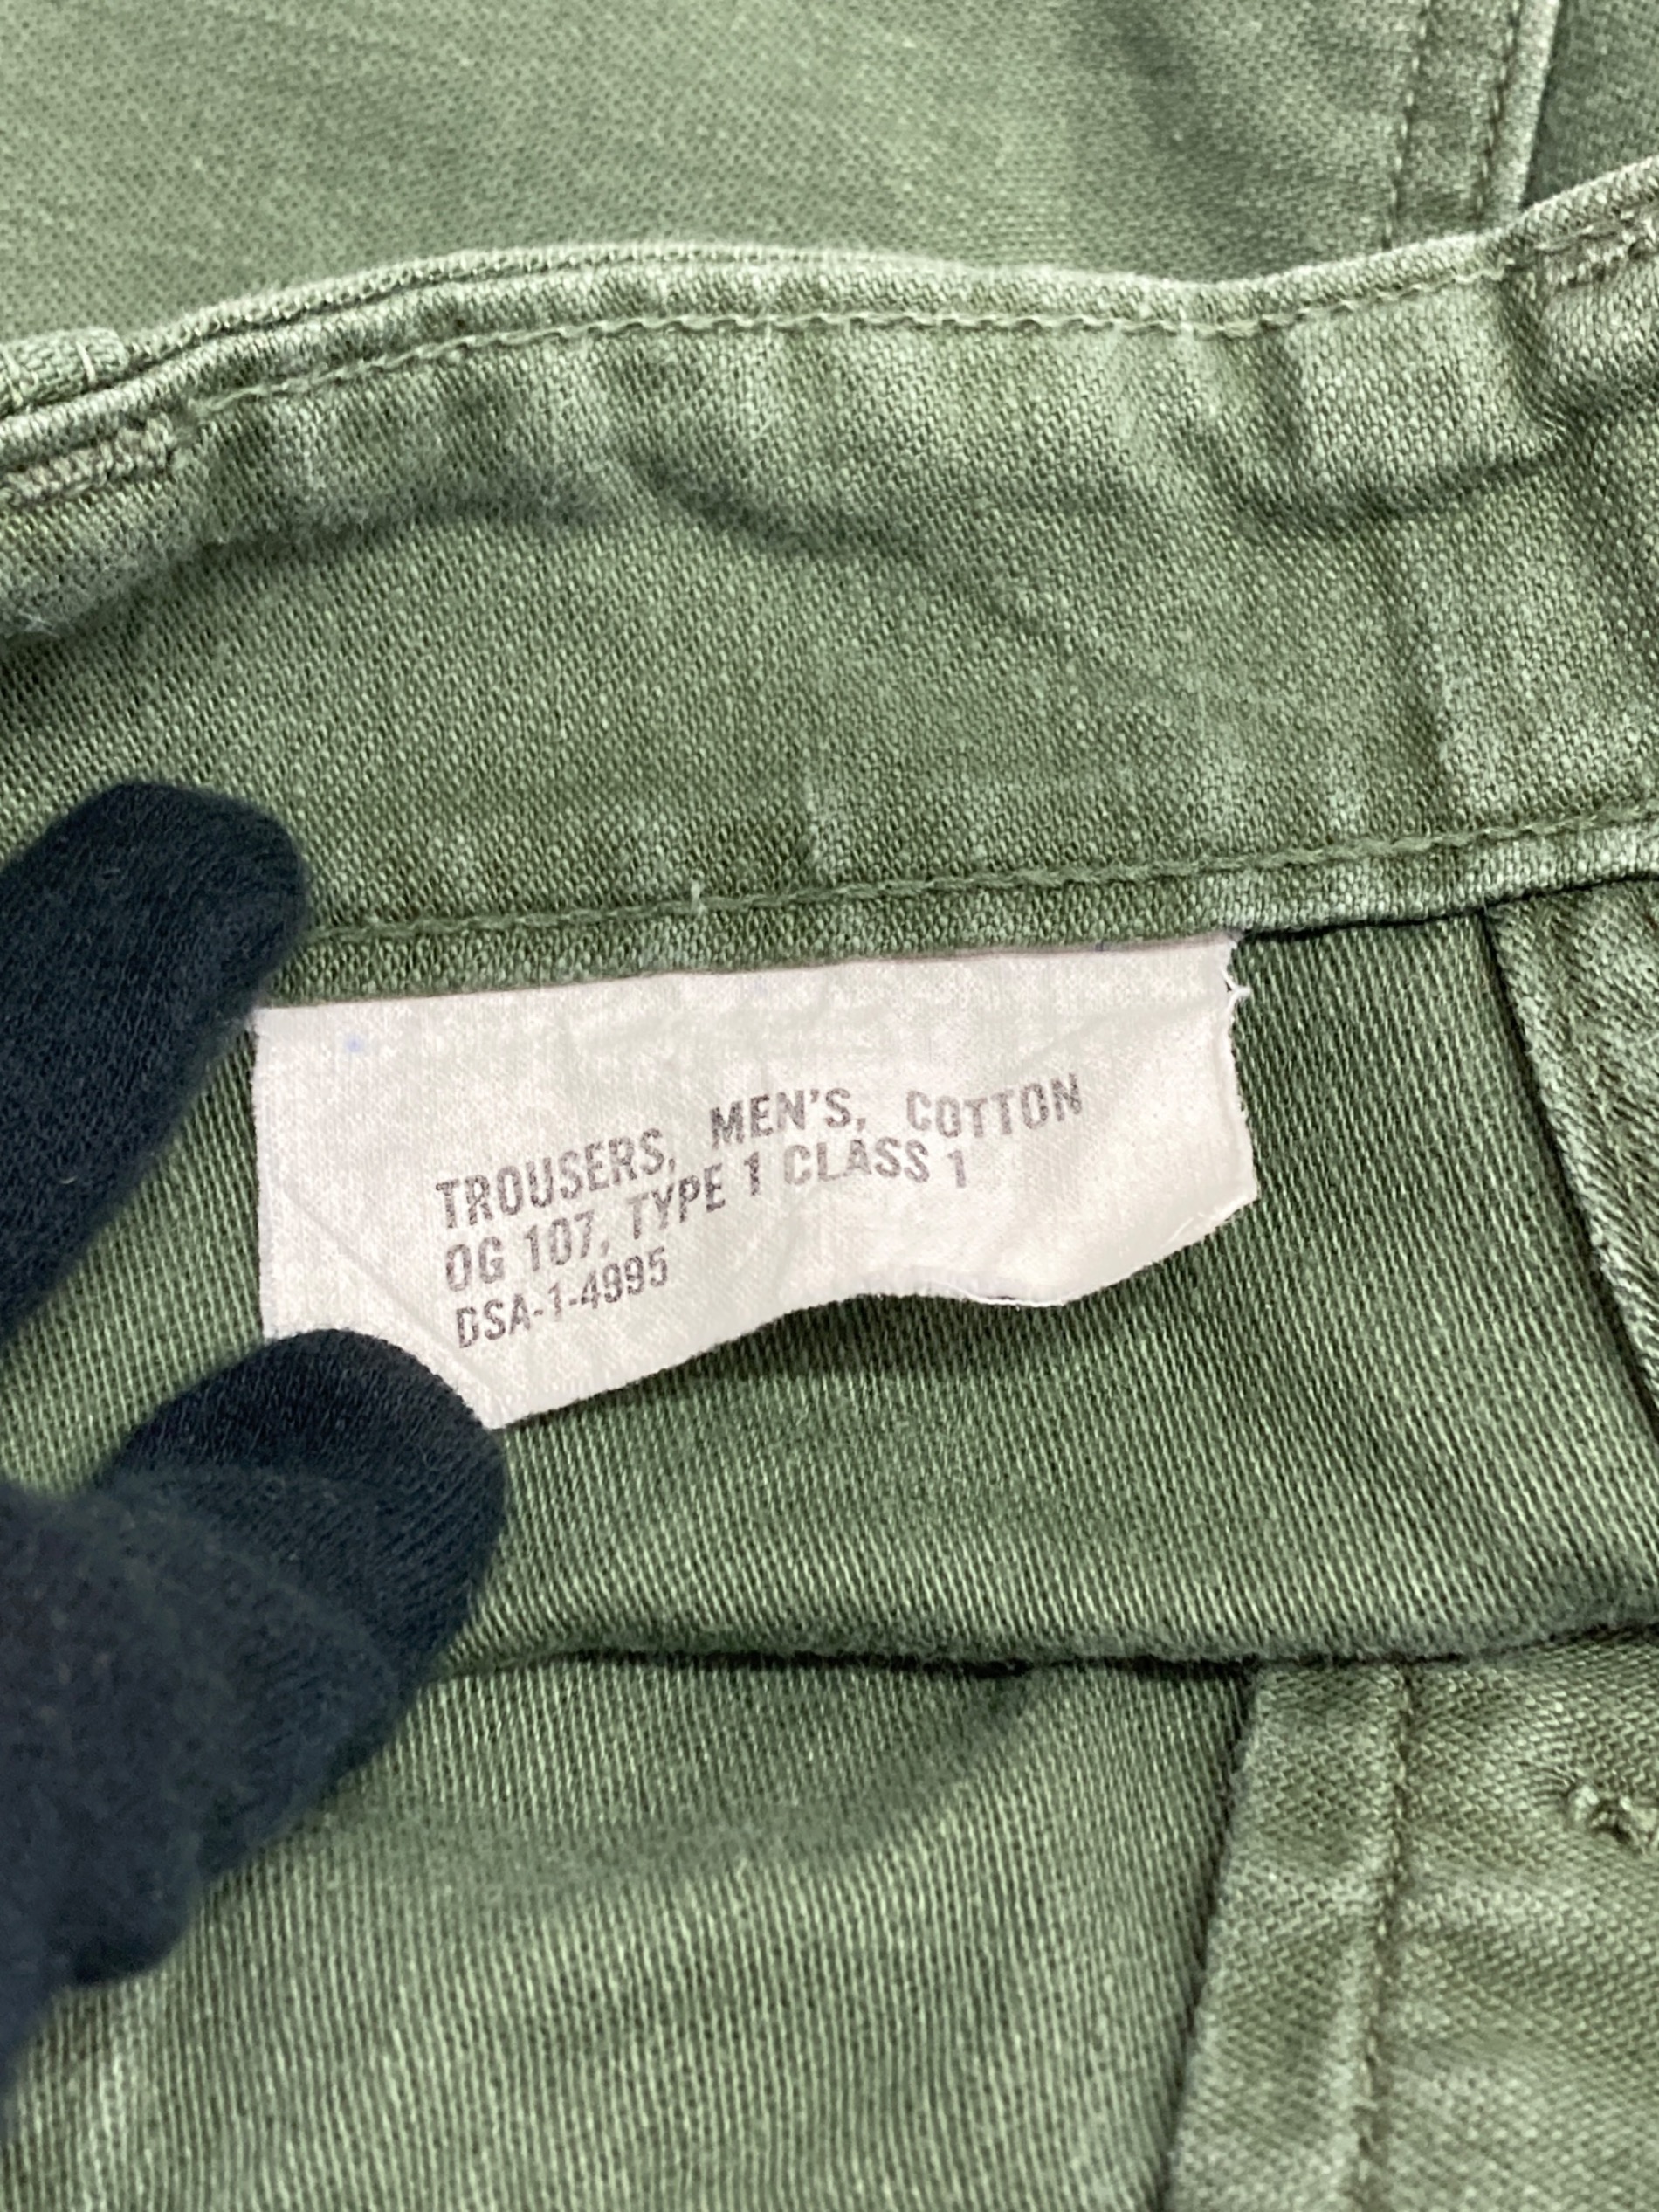 TROUSERS, MEN'S, COTTON
OG 107, TYPE 1 CLASS 1
DSA-1-4995